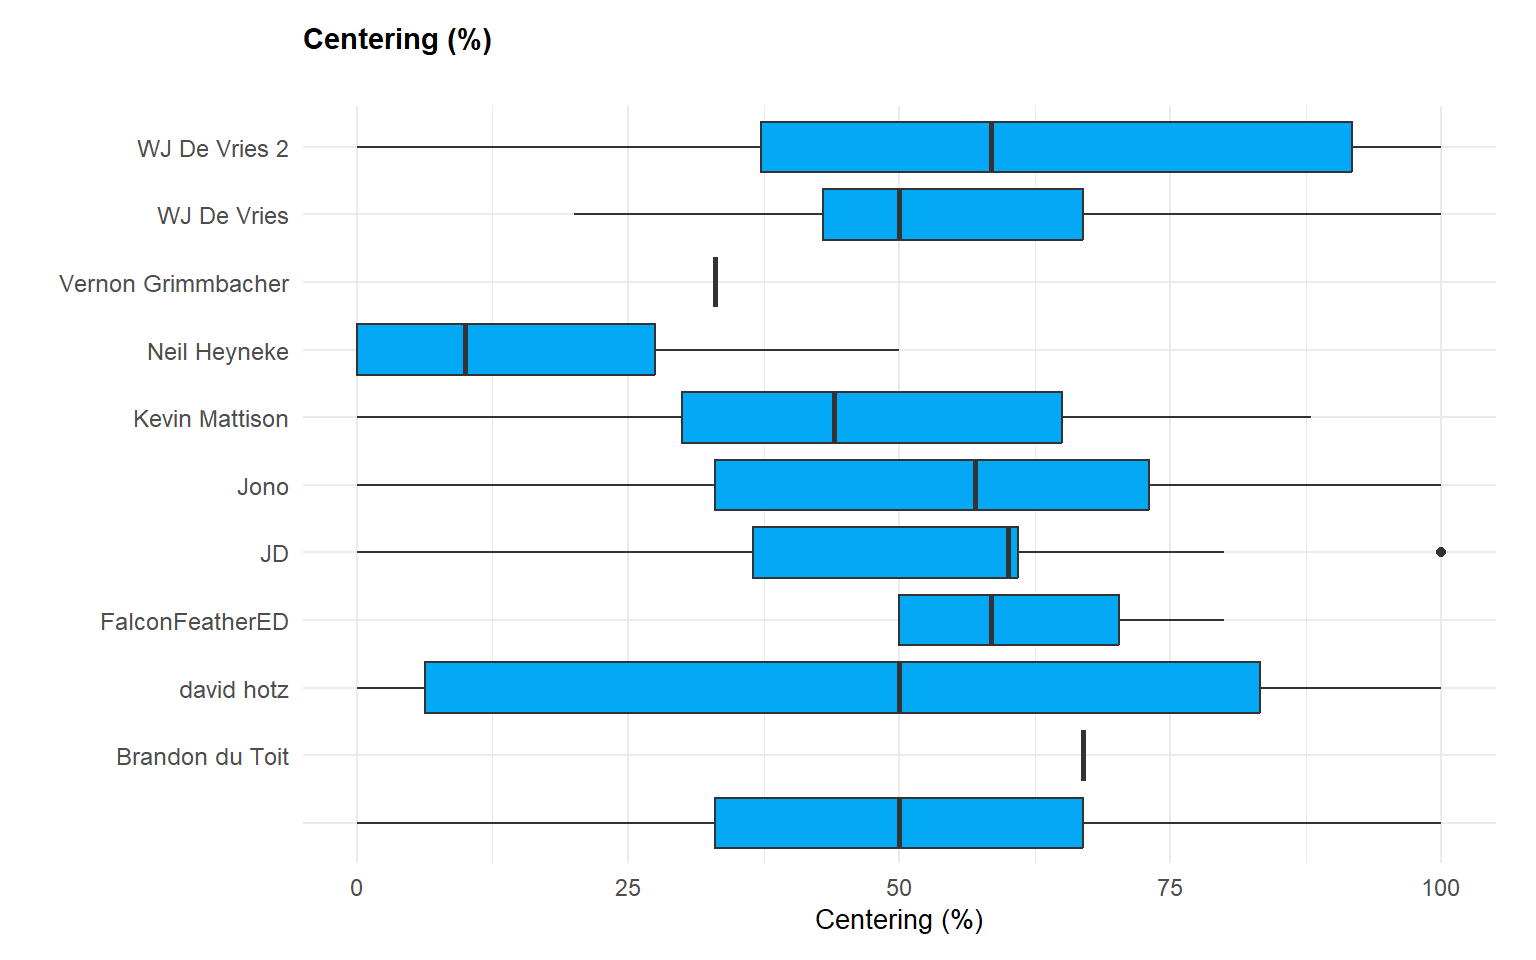 Centering (%)
WJ De Vries 2
WJ De Vries
Vernon Grimmbacher
Neil Heyneke
Kevin Mattison
Jono
JD
FalconFeatherED
david hotz
Brandon du Toit
0 25 50 75 100
Centering (%)